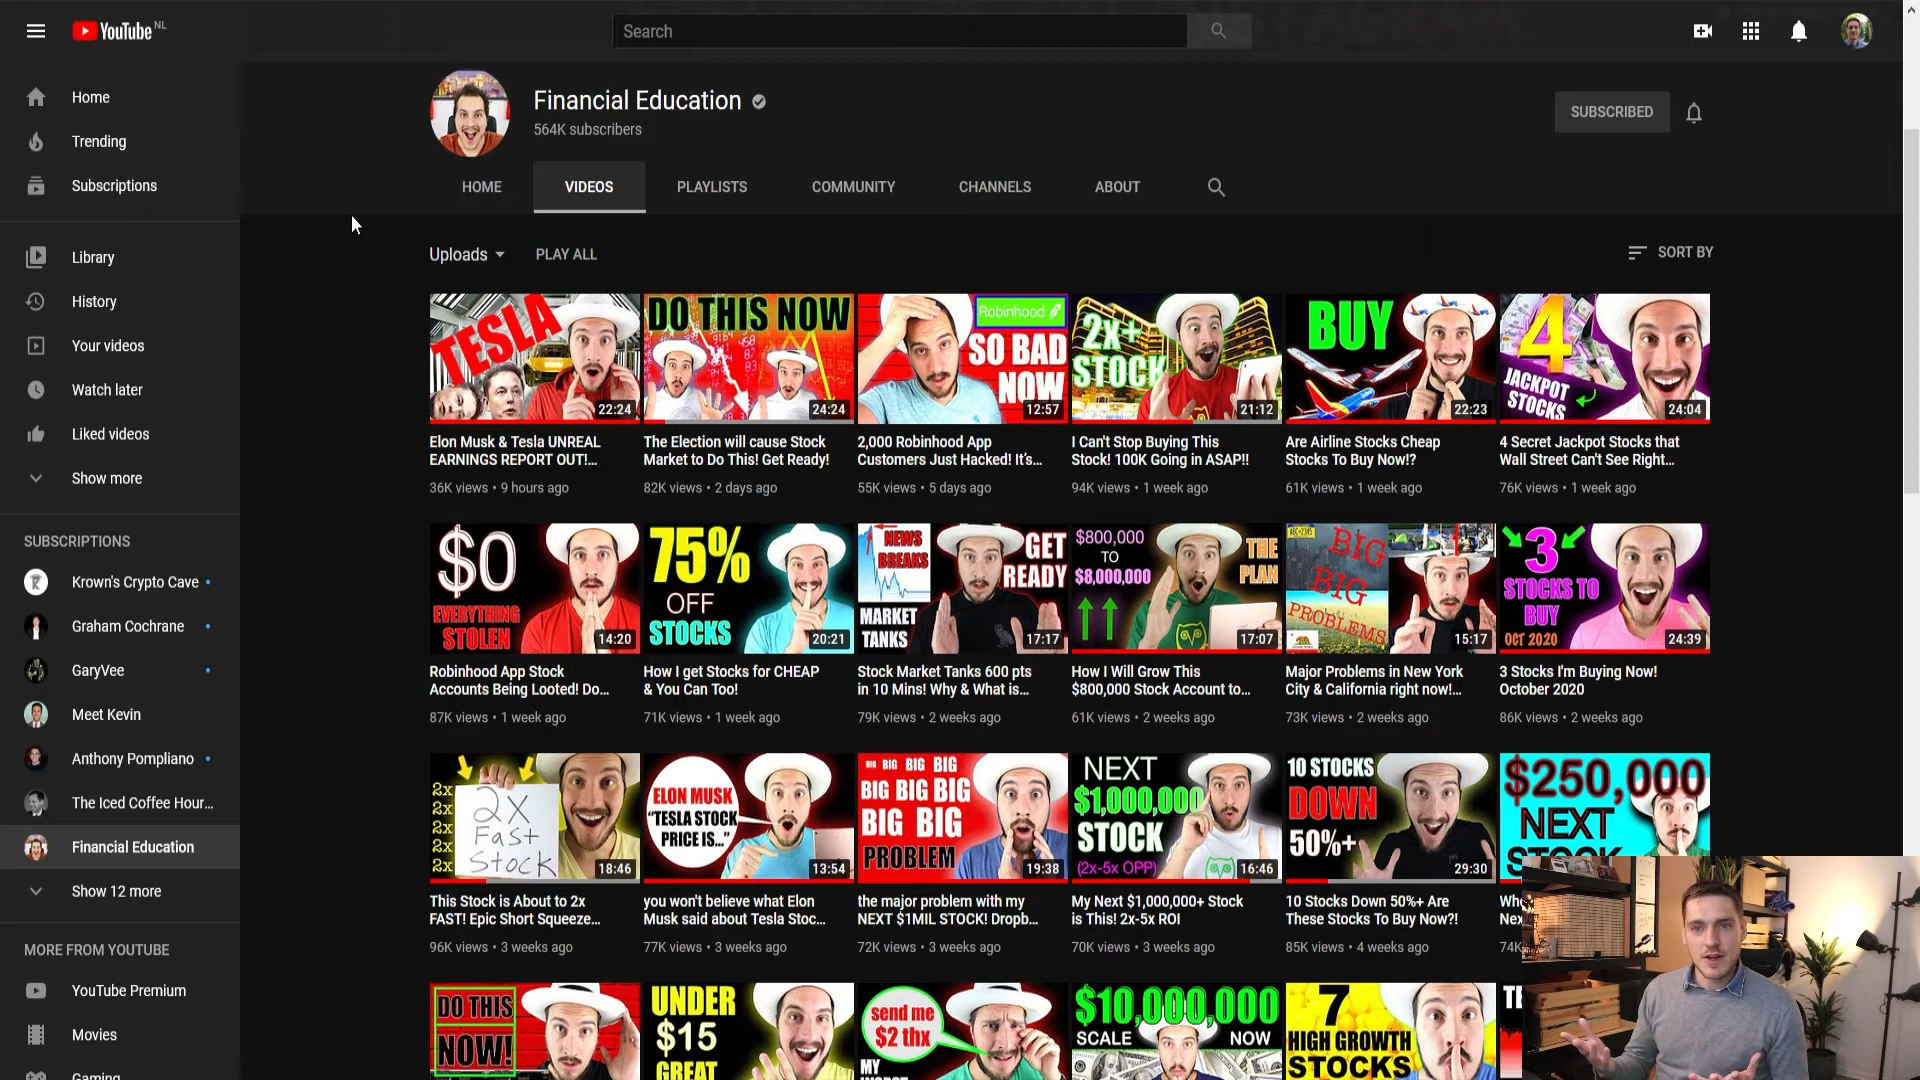 YouTube NL
Search
Home
Trending
Subscriptions
Library
History
Your videos
Watch later
Liked videos
Show more
SUBSCRIPTIONS
Krown's Crypto Cave
Graham Cochrane
GaryVee
Meet Kevin
Anthony Pompliano
The Iced Coffee Hour...
Financial Education
Show 12 more
MORE FROM YOUTUBE
YouTube Premium
Movies
Gaming
Financial Education
564K subscribers
SUBSCRIBED
HOME
VIDEOS
PLAYLISTS
COMMUNITY
CHANNELS
ABOUT
Uploads
PLAY ALL
SORT BY
TESLA
22:24
DO THIS NOW
24:24
Robinhood
SO BAD
NOW
12:57
2x+
STOCK
21:12
BUY
22:23
4
JACKPOT
STOCKS
24:04
Elon Musk & Tesla UNREAL
EARNINGS REPORT OUT!...
36K views • 9 hours ago
The Election will cause Stock
Market to Do This! Get Ready!
82K views • 2 days ago
2,000 Robinhood App
Customers Just Hacked! It's...
55K views • 5 days ago
I Can't Stop Buying This
Stock! 100K Going in ASAP!!
94K views • 1 week ago
Are Airline Stocks Cheap
Stocks To Buy Now!?
61K views • 1 week ago
4 Secret Jackpot Stocks that
Wall Street Can't See Right...
76K views • 1 week ago
$0
EVERYTHING
STOLEN
14:20
75%
OFF
STOCKS
20:21
NEWS
BREAKS
GET
READY
MARKET
TANKS
17:17
$800,000
TO
$8,000,000
THE
PLAN
17:07
BIG
BIG
PROBLEMS
15:17
3
STOCKS TO
BUY
OCT 2020
24:39
Robinhood App Stock
Accounts Being Looted! Do...
87K views • 1 week ago
How I get Stocks for CHEAP
& You Can Too!
71K views • 1 week ago
Stock Market Tanks 600 pts
in 10 Mins! Why & What is...
79K views • 2 weeks ago
How I Will Grow This
$800,000 Stock Account to...
61K views • 2 weeks ago
Major Problems in New York
City & California right now!...
73K views • 2 weeks ago
3 Stocks I'm Buying Now!
October 2020
86K views • 2 weeks ago
2x
2x
2x
2x
2x
2X
Fast
Stock
18:46
ELON MUSK
"TESLA STOCK
PRICE IS..."
13:54
BIG BIG BIG BIG
BIG BIG BIG
BIG BIG
PROBLEM
19:38
NEXT
$1,000,000
STOCK
(2x-5x OPP)
16:46
10 STOCKS
DOWN
50%+
29:30
$250,000
NEXT
STOCK
This Stock is About to 2x
FAST! Epic Short Squeeze...
96K views • 3 weeks ago
you won't believe what Elon
Musk said about Tesla Stoc...
77K views • 3 weeks ago
the major problem with my
NEXT $1MIL STOCK! Dropb...
72K views • 3 weeks ago
My Next $1,000,000+ Stock
is This! 2x-5x ROI
70K views • 3 weeks ago
10 Stocks Down 50%+ Are
These Stocks To Buy Now?!
85K views • 4 weeks ago
74K
DO THIS
NOW!
UNDER
$15
GREAT
send me
$2 thx
MY
$10,000,000
SCALE
NOW
7
HIGH GROWTH
STOCKS